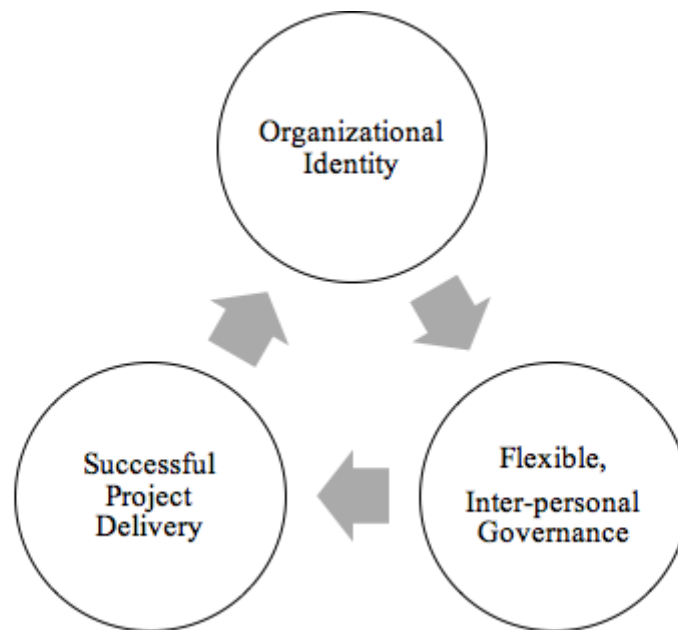 Organizational
Identity
Successful
Project
Delivery
Flexible,
Inter-personal
Governance